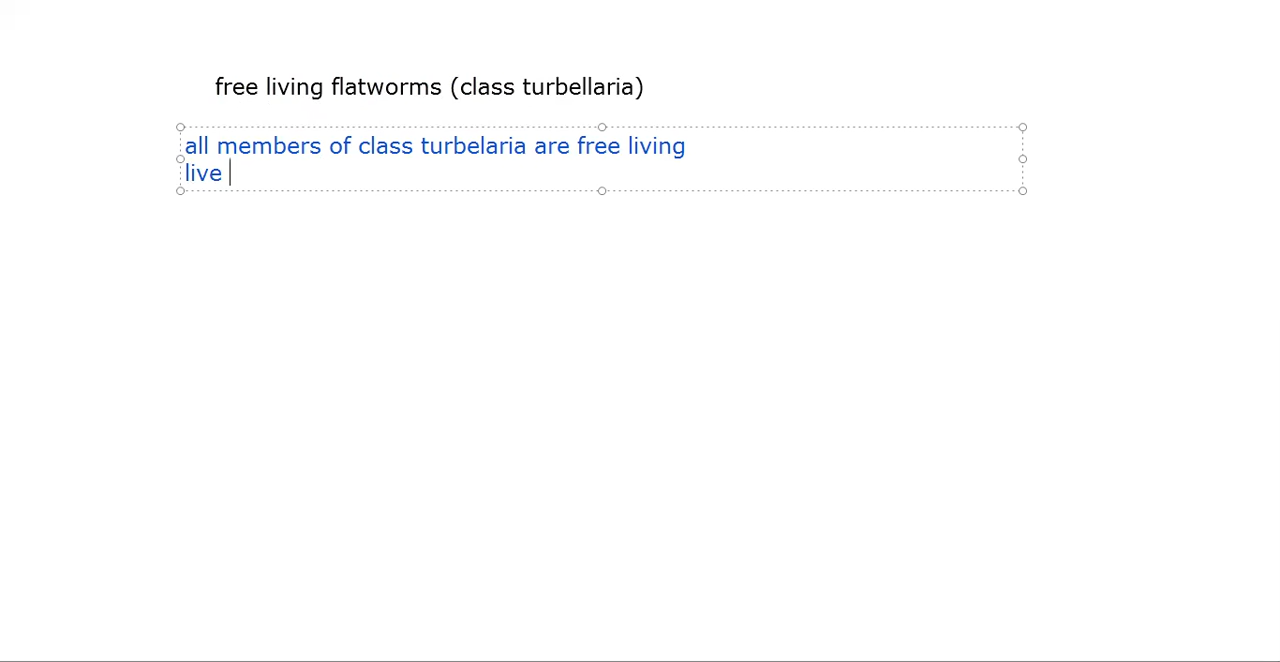 free living flatworms (class turbellaria)
all members of class turbelaria are free living
live